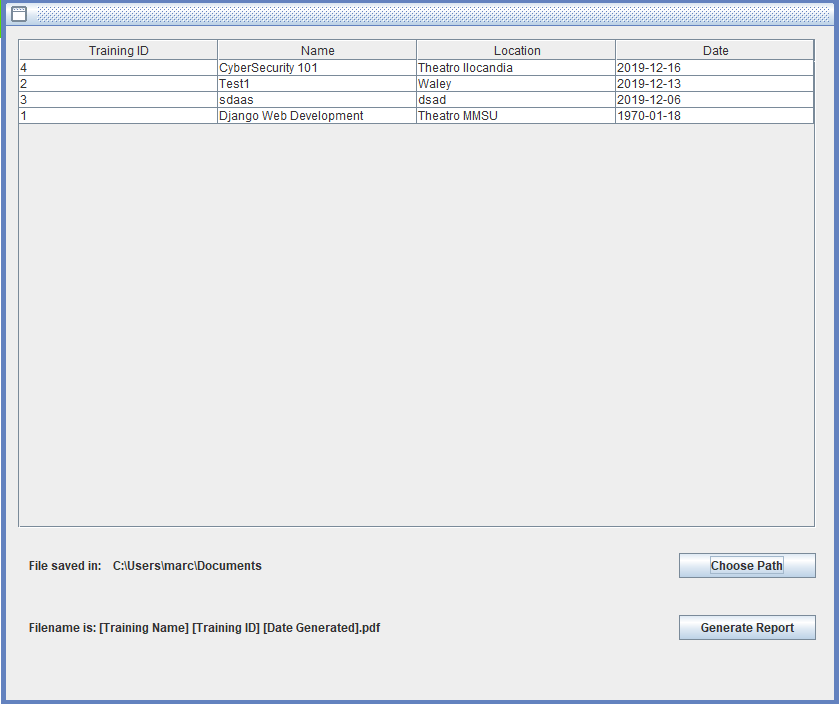 Training ID Name Location Date
4 CyberSecurity 101 Theatro Ilocandia 2019-12-16
2 Test1 Waley 2019-12-13
3 sdaas dsad 2019-12-06
1 Django Web Development Theatro MMSU 1970-01-18
File saved in: C:\Users\marc\Documents Choose Path
Filename is: [Training Name] [Training ID] [Date Generated].pdf Generate Report